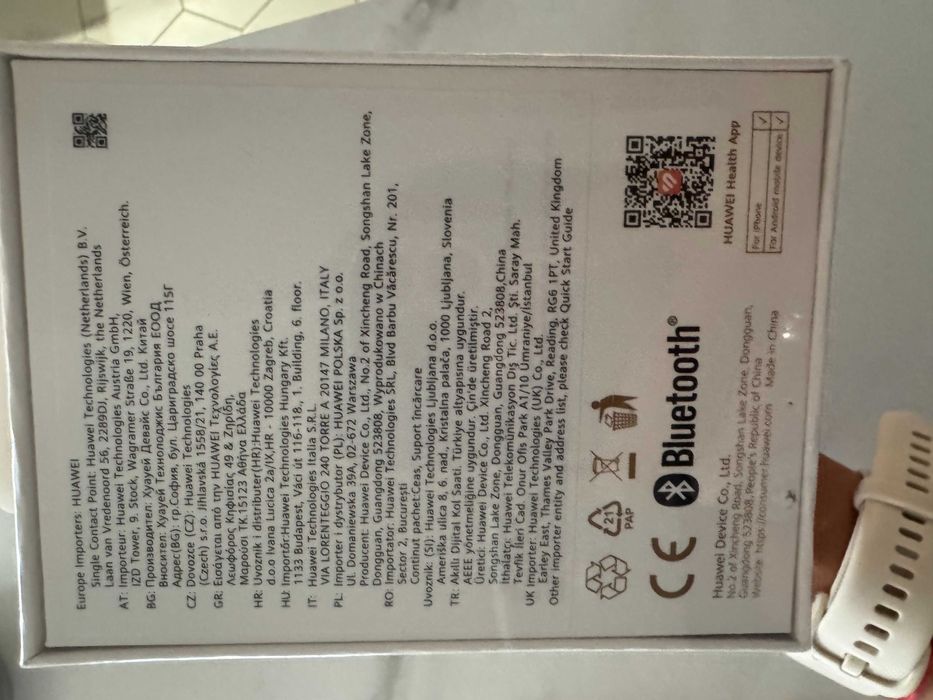 Europe Importers: HUAWEI
Single Contact Point: Huawei Technologies (Netherlands) B.V.
Laan van Vredenoord 56, 2289DJ, Rijswijk, the Netherlands
AT: Importeur: Huawei Technologies Austria GmbH,
IZD Tower, 9. Stock, Wagramer Straße 19, 1220, Wien, Österreich.
BG: Производител: Хуауей Девайс Ко., Ltd. Китай
Вносител: Хуауей Технолоджис България ЕООД
Адрес(BG): гр.София, бул. Цариградско шосе 115г
CZ: Dovozce (CZ): Huawei Technologies
(Czech) s.r.o. Jihlavská 1558/21, 140 00 Praha
GR: Εισάγεται από την HUAWEI Τεχνολογίες A.E.
Λεωφόρος Κηφισίας, 49 & Ζηρίδη,
Μαρούσι ΤΚ.15123 Αθήνα Ελλάδα
HR: Uvoznik i distributer(HR):Huawei Technologies
d.o.o Ivana Lucica 2a/IX,HR - 10000 Zagreb, Croatia
HU: Importőr:Huawei Technologies Hungary Kft.
1133 Budapest, Váci út 116-118, 1. Building, 6. floor.
IT: Huawei Technologies Italia S.R.L.
VIA LORENTEGGIO 240 TORRE A 20147 MILANO, ITALY
PL: Importer i dystrybutor (PL): HUAWEI POLSKA Sp. z o.o.
Ul. Domaniewska 39A, 02-672 Warszawa
Producent: Huawei Device Co., Ltd. No.2 of Xincheng Road, Songshan Lake Zone,
Dongguan, Guangdong 523808, Wyprodukowano w Chinach
RO: Importator: Huawei Technologies SRL, Blvd Barbu Văcărescu, Nr. 201,
Sector 2, Bucureşti
Continut pachet:Ceas, Suport încărcare
Uvoznik (SI): Huawei Technologies Ljubljana d.o.o.
Ameriška ulica 8, 6. nad, Kristalna palača, 1000 Ljubljana, Slovenia
TR: Akıllı Dijital Kol Saati. Türkiye altyapısına uygundur.
AEEE yönetmeliğine uygundur. Çin'de üretilmiştir.
Üretici: Huawei Device Co., Ltd. Xincheng Road 2,
Songshan Lake Zone, Dongguan, Guangdong 523808,China
İthalatçı: Huawei Telekomünikasyon Dış Tic. Ltd. Şti. Saray Mah.
Tevfik İleri Cad. Onur Ofis Park A1/10 Ümraniye/İstanbul
UK Importer: Huawei Technologies (UK) Co., Ltd.
Earley East, Thames Valley Park Drive, Reading, RG6 1PT, United Kingdom
Other importer entity and address list, please check Quick Start Guide
21
PAP
CE
Bluetooth®
Huawei Device Co., Ltd.
No.2 of Xincheng Road, Songshan Lake Zone, Dongguan,
Guangdong 523808, People's Republic of China
Website: https://consumer.huawei.com Made in China
HUAWEI Health App
For iPhone ✓
For Android mobile device ✓